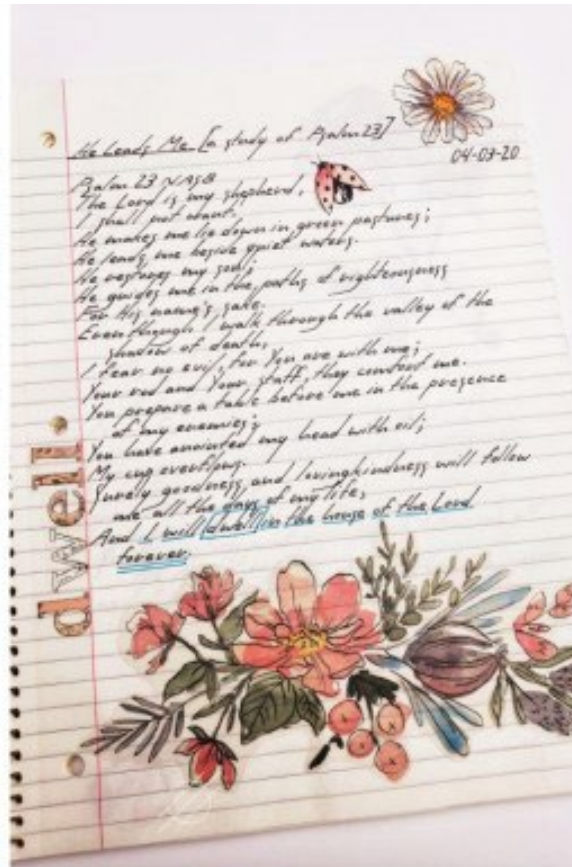 He Leads Me [a study of Psalm 23]
04-03-20
Psalm 23 NASB
The Lord is my shepherd,
I shall not want.
He makes me lie down in green pastures;
He leads me beside quiet waters.
He restores my soul;
He guides me in the paths of righteousness
For His name's sake.
Even though I walk through the valley of the
shadow of death,
I fear no evil, for You are with me;
Your rod and Your staff, they comfort me.
You prepare a table before me in the presence
of my enemies;
You have anointed my head with oil;
My cup overflows.
Surely goodness and lovingkindness will follow
me all the days of my life,
And I will dwell in the house of the Lord
forever.
dwell.